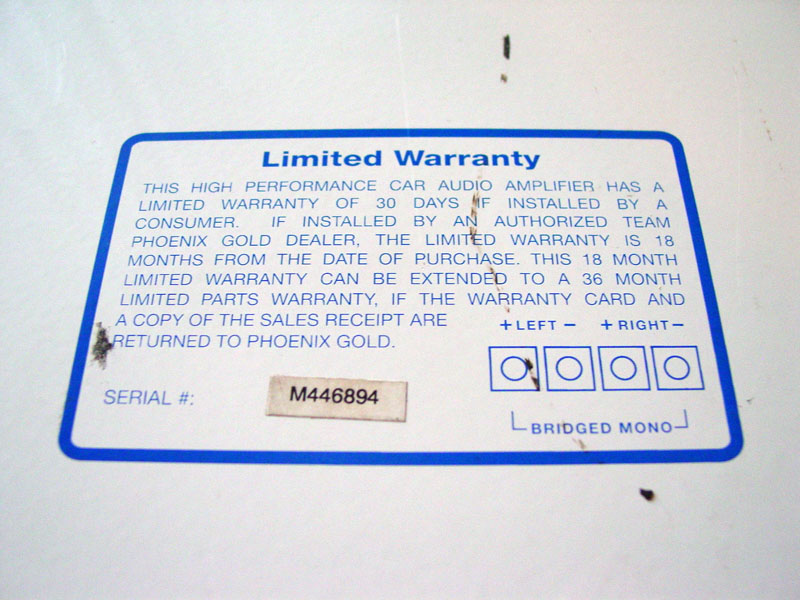 Limited Warranty
THIS HIGH PERFORMANCE CAR AUDIO AMPLIFIER HAS A
LIMITED WARRANTY OF 30 DAYS IF INSTALLED BY A
CONSUMER. IF INSTALLED BY AN AUTHORIZED TEAM
PHOENIX GOLD DEALER, THE LIMITED WARRANTY IS 18
MONTHS FROM THE DATE OF PURCHASE. THIS 18 MONTH
LIMITED WARRANTY CAN BE EXTENDED TO A 36 MONTH
LIMITED PARTS WARRANTY, IF THE WARRANTY CARD AND
A COPY OF THE SALES RECEIPT ARE
RETURNED TO PHOENIX GOLD.
+LEFT− +RIGHT−
SERIAL #: M446894
BRIDGED MONO